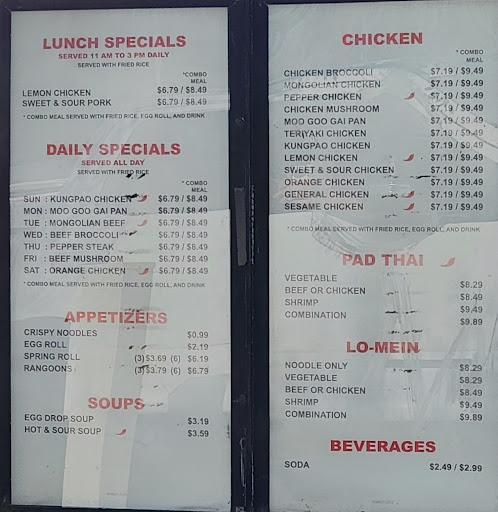 LUNCH SPECIALS
SERVED 11 AM TO 3 PM DAILY
SERVED WITH FRIED RICE
*COMBO
MEAL
LEMON CHICKEN $6.79 / $8.49
SWEET & SOUR PORK $6.79 / $8.49
* COMBO MEAL SERVED WITH FRIED RICE, EGG ROLL, AND DRINK
DAILY SPECIALS
SERVED ALL DAY
SERVED WITH FRIED RICE
*COMBO
MEAL
SUN : KUNGPAO CHICKEN $6.79 / $8.49
MON : MOO GOO GAI PAN $6.79 / $8.49
TUE : MONGOLIAN BEEF $6.79 / $8.49
WED : BEEF BROCCOLI $6.79 / $8.49
THU : PEPPER STEAK $6.79 / $8.49
FRI : BEEF MUSHROOM $6.79 / $8.49
SAT : ORANGE CHICKEN $6.79 / $8.49
* COMBO MEAL SERVED WITH FRIED RICE, EGG ROLL, AND DRINK
APPETIZERS
CRISPY NOODLES $0.99
EGG ROLL $2.19
SPRING ROLL (3) $3.69 (6) $6.19
RANGOONS (3) $3.79 (6) $6.79
SOUPS
EGG DROP SOUP $3.19
HOT & SOUR SOUP $3.59
CHICKEN
* COMBO
MEAL
CHICKEN BROCCOLI $7.19 / $9.49
MONGOLIAN CHICKEN $7.19 / $9.49
PEPPER CHICKEN $7.19 / $9.49
CHICKEN MUSHROOM $7.19 / $9.49
MOO GOO GAI PAN $7.19 / $9.49
TERIYAKI CHICKEN $7.19 / $9.49
KUNGPAO CHICKEN $7.19 / $9.49
LEMON CHICKEN $7.19 / $9.49
SWEET & SOUR CHICKEN $7.19 / $9.49
ORANGE CHICKEN $7.19 / $9.49
GENERAL CHICKEN $7.19 / $9.49
SESAME CHICKEN $7.19 / $9.49
* COMBO MEAL SERVED WITH FRIED RICE, EGG ROLL, AND DRINK
PAD THAI
VEGETABLE $8.29
BEEF OR CHICKEN $8.49
SHRIMP $9.49
COMBINATION $9.89
LO-MEIN
NOODLE ONLY $8.29
VEGETABLE $8.29
BEEF OR CHICKEN $8.49
SHRIMP $9.49
COMBINATION $9.89
BEVERAGES
SODA $2.49 / $2.99